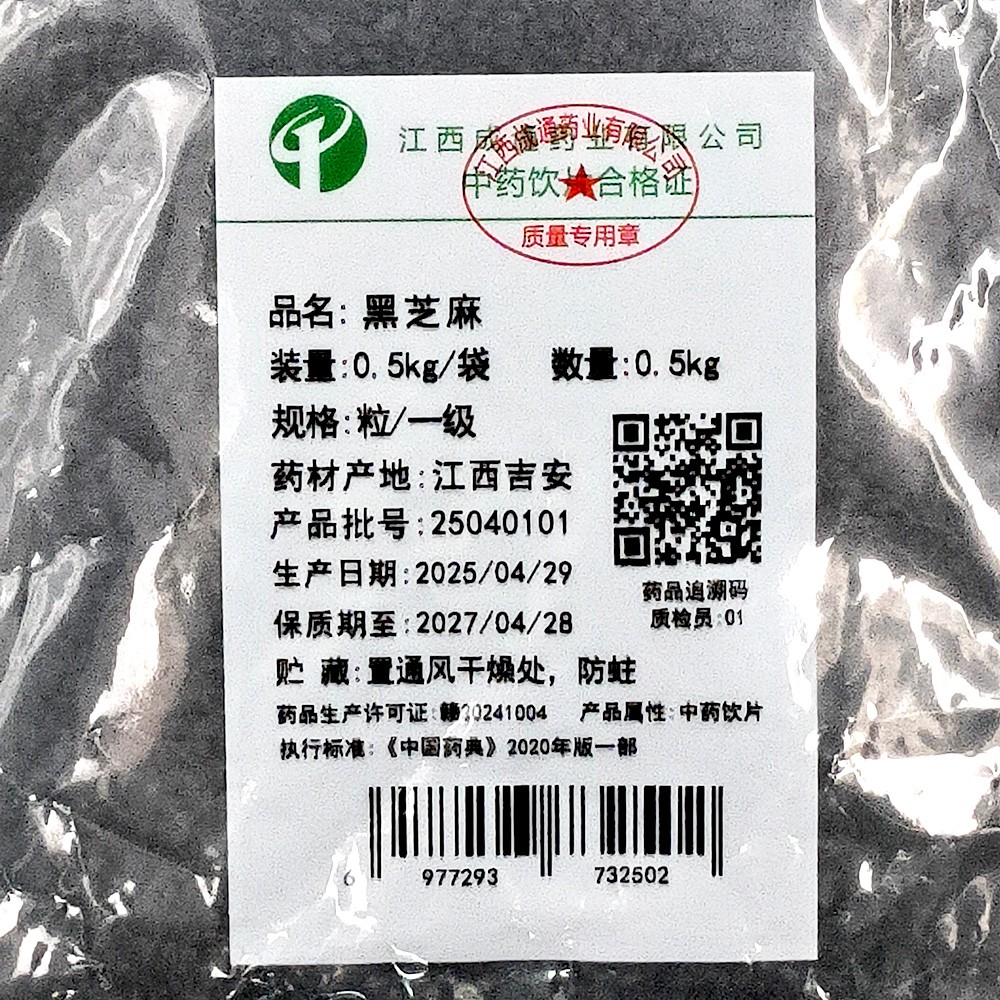 江西成通药业有限公司
中药饮片合格证
质量专用章
品名: 黑芝麻
装量:0.5kg/袋 数量:0.5kg
规格:粒/一级
药材产地:江西吉安
产品批号:25040101
生产日期:2025/04/29
保质期至:2027/04/28
药品追溯码
质检员:01
贮 藏:置通风干燥处, 防蛀
药品生产许可证:赣20241004 产品属性:中药饮片
执行标准:《中国药典》2020年版一部
6 977293 732502